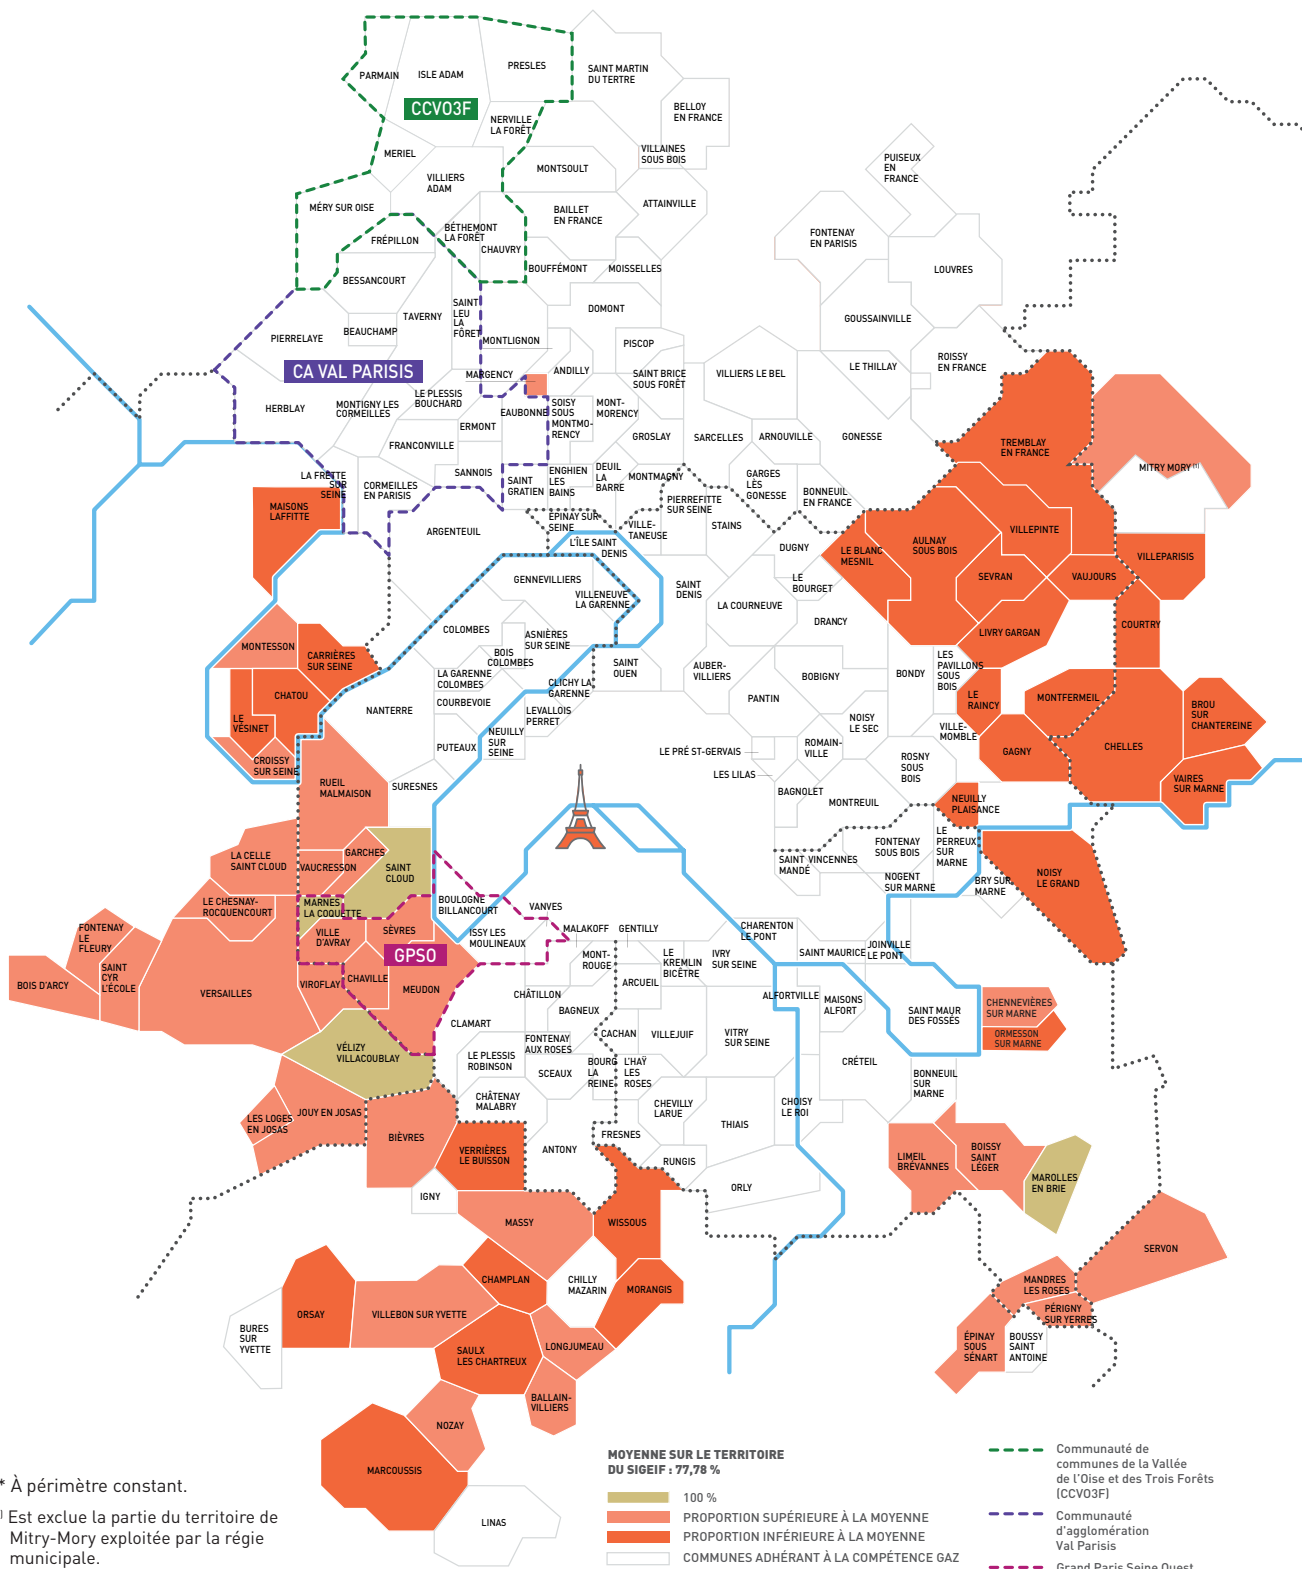 PARMAIN
ISLE ADAM
PRESLES
SAINT MARTIN
DU TERTRE
CCVO3F
NERVILLE
LA FORÊT
BELLOY
EN FRANCE
MERIEL
VILLIERS
ADAM
MONTSOULT
VILLAINES
SOUS BOIS
PUISEUX
EN
FRANCE
MÉRY SUR OISE
BAILLET
EN FRANCE
ATTAINVILLE
FRÉPILLON
BÉTHEMONT
LA FORÊT
CHAUVRY
FONTENAY
EN PARISIS
BESSANCOURT
BOUFFÉMONT
MOISSELLES
LOUVRES
TAVERNY
SAINT
LEU
LA
FÔRET
DOMONT
GOUSSAINVILLE
PIERRELAYE
BEAUCHAMP
MONTLIGNON
PISCOP
CA VAL PARISIS
MARGENCY
ANDILLY
SAINT BRICE
SOUS FORÊT
VILLIERS LE BEL
LE THILLAY
ROISSY
EN FRANCE
HERBLAY
MONTIGNY LES
CORMEILLES
LE PLESSIS
BOUCHARD
EAUBONNE
SOISY
SOUS
MONTMO-
RENCY
MONT-
MORENCY
ERMONT
GROSLAY
SARCELLES
ARNOUVILLE
GONESSE
TREMBLAY
EN FRANCE
MITRY MORY (1)
FRANCONVILLE
LA FRETTE
SUR
SEINE
CORMEILLES
EN PARISIS
SANNOIS
SAINT
GRATIEN
ENGHIEN
LES
BAINS
DEUIL
LA
BARRE
MONTMAGNY
GARGES
LÈS
GONESSE
BONNEUIL
EN FRANCE
MAISONS
LAFFITTE
ARGENTEUIL
EPINAY SUR
SEINE
VILLE-
TANEUSE
PIERREFITTE
SUR SEINE
STAINS
L'ÎLE SAINT
DENIS
DUGNY
LE BLANC
MESNIL
AULNAY
SOUS BOIS
VILLEPINTE
VILLEPARISIS
GENNEVILLIERS
VILLENEUVE
LA GARENNE
SAINT
DENIS
LE
BOURGET
SEVRAN
VAUJOURS
LA COURNEUVE
DRANCY
LIVRY GARGAN
COURTRY
MONTESSON
CARRIÈRES
SUR SEINE
COLOMBES
BOIS
COLOMBES
ASNIÈRES
SUR SEINE
LA GARENNE
COLOMBES
SAINT
OUEN
AUBER-
VILLIERS
BOBIGNY
BONDY
LES
PAVILLONS
SOUS
BOIS
CHATOU
LE
VÉSINET
NANTERRE
COURBEVOIE
CLICHY LA
GARENNE
LEVALLOIS
PERRET
PANTIN
LE
RAINCY
MONTFERMEIL
BROU
SUR
CHANTEREINE
NOISY
LE SEC
VILLE-
MOMBLE
CROISSY
SUR SEINE
PUTEAUX
NEUILLY
SUR
SEINE
LE PRÉ ST-GERVAIS
ROMAIN-
VILLE
GAGNY
CHELLES
RUEIL
MALMAISON
SURESNES
LES LILAS
BAGNOLET
ROSNY
SOUS
BOIS
VAIRES
SUR MARNE
MONTREUIL
NEUILLY
PLAISANCE
LA CELLE
SAINT CLOUD
VAUCRESSON
GARCHES
SAINT
CLOUD
SAINT
MANDÉ
VINCENNES
FONTENAY
SOUS BOIS
LE
PERREUX
SUR
MARNE
NOGENT
SUR MARNE
BRY SUR
MARNE
NOISY
LE GRAND
LE CHESNAY-
ROCQUENCOURT
MARNES
LA COQUETTE
BOULOGNE
BILLANCOURT
FONTENAY
LE
FLEURY
VILLE
D'AVRAY
SÈVRES
GPSO
ISSY LES
MOULINEAUX
VANVES
MALAKOFF
GENTILLY
MONT-
ROUGE
LE
KREMLIN
BICÊTRE
IVRY
SUR SEINE
CHARENTON
LE PONT
SAINT MAURICE
JOINVILLE
LE PONT
BOIS D'ARCY
SAINT
CYR
L'ÉCOLE
VERSAILLES
VIROFLAY
CHAVILLE
MEUDON
CHÂTILLON
ARCUEIL
ALFORTVILLE
MAISONS
ALFORT
SAINT MAUR
DES FOSSÉS
CHENNEVIÈRES
SUR MARNE
ORMESSON
SUR MARNE
CLAMART
BAGNEUX
CACHAN
VILLEJUIF
VITRY
SUR SEINE
VÉLIZY
VILLACOUBLAY
FONTENAY
AUX ROSES
LE PLESSIS
ROBINSON
SCEAUX
BOURG
LA
REINE
L'HAŸ
LES
ROSES
CRÉTEIL
BONNEUIL
SUR
MARNE
CHÂTENAY
MALABRY
CHEVILLY
LARUE
CHOISY
LE ROI
THIAIS
LES LOGES
EN JOSAS
JOUY EN JOSAS
BIÈVRES
VERRIÈRES
LE BUISSON
ANTONY
FRESNES
RUNGIS
ORLY
LIMEIL
BRÉVANNES
BOISSY
SAINT
LÉGER
MAROLLES
EN BRIE
IGNY
MASSY
WISSOUS
SERVON
CHAMPLAN
CHILLY
MAZARIN
MORANGIS
MANDRES
LES ROSES
PÉRIGNY
SUR YERRES
ORSAY
VILLEBON SUR YVETTE
BURES
SUR
YVETTE
SAULX
LES CHARTREUX
LONGJUMEAU
ÉPINAY
SOUS
SÉNART
BOUSSY
SAINT
ANTOINE
BALLAIN-
VILLIERS
NOZAY
MARCOUSSIS
LINAS
* À périmètre constant.
Est exclue la partie du territoire de
Mitry-Mory exploitée par la régie
municipale.
MOYENNE SUR LE TERRITOIRE
DU SIGEIF : 77,78 %
100 %
PROPORTION SUPÉRIEURE À LA MOYENNE
PROPORTION INFÉRIEURE À LA MOYENNE
COMMUNES ADHÉRANT À LA COMPÉTENCE GAZ
Communauté de
communes de la Vallée
de l'Oise et des Trois Forêts
(CCVO3F)
Communauté
d'agglomération
Val Parisis
Grand Paris Seine Ouest